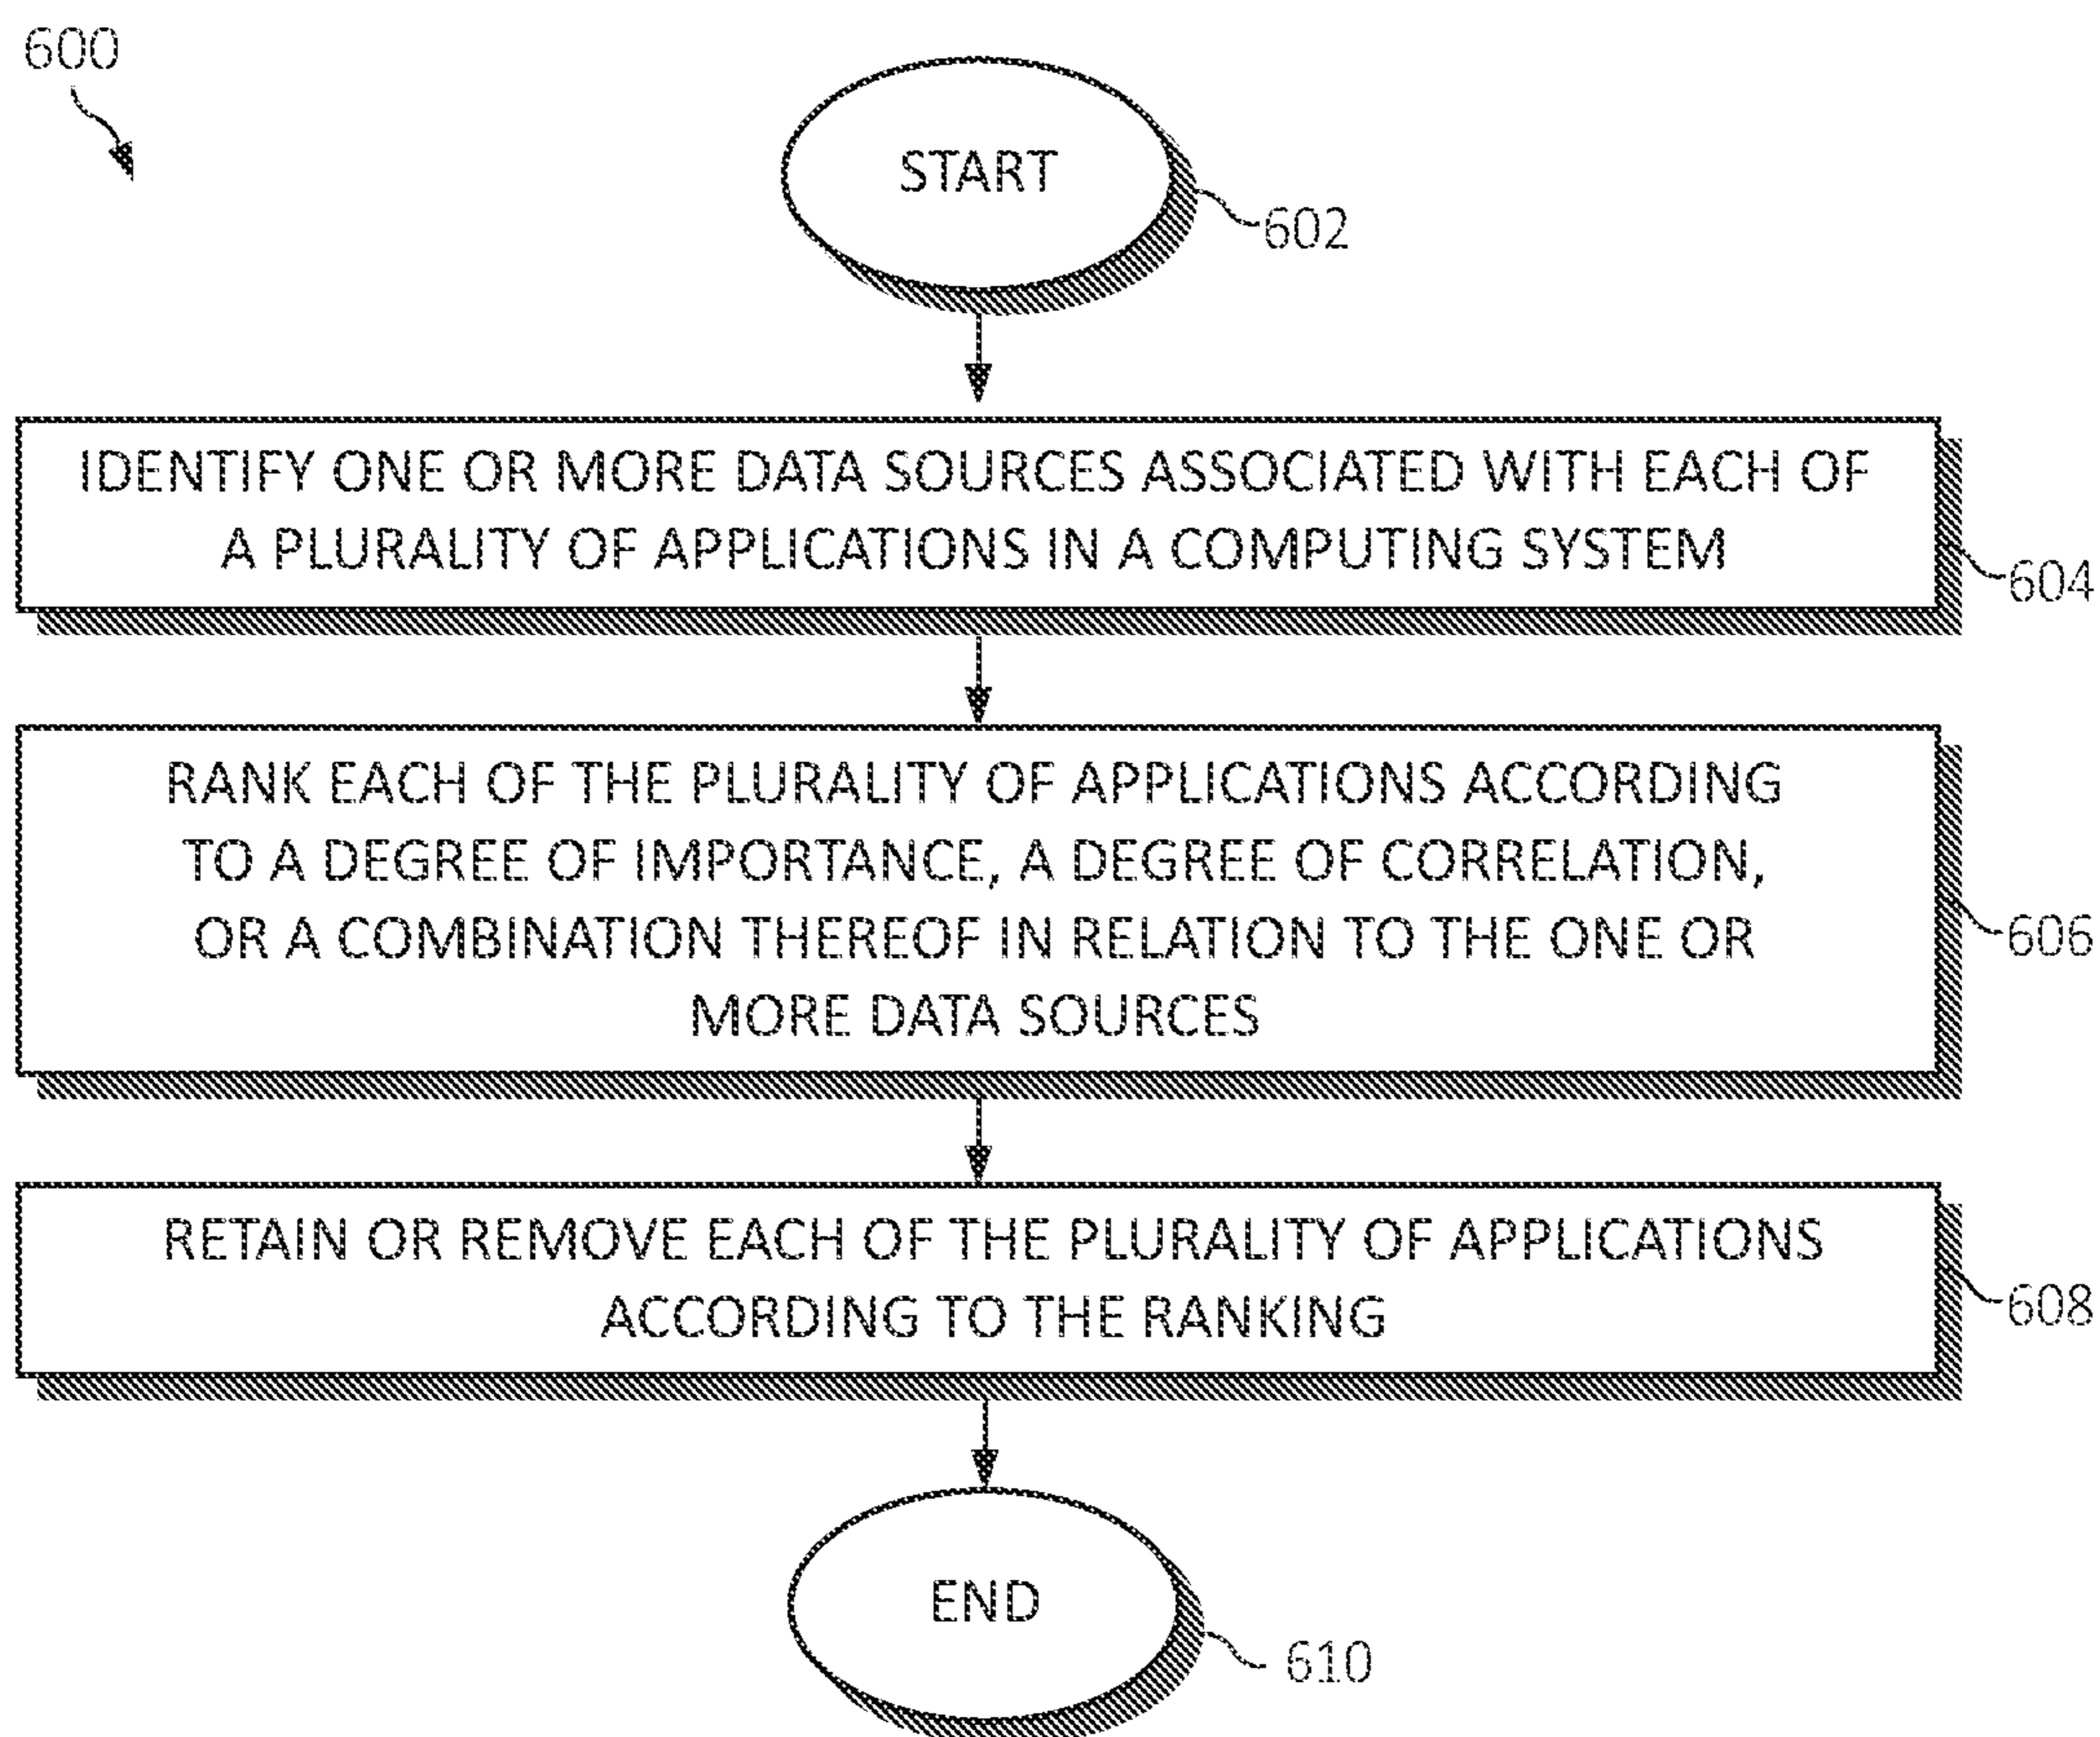 600
START
602
IDENTIFY ONE OR MORE DATA SOURCES ASSOCIATED WITH EACH OF
A PLURALITY OF APPLICATIONS IN A COMPUTING SYSTEM
604
RANK EACH OF THE PLURALITY OF APPLICATIONS ACCORDING
TO A DEGREE OF IMPORTANCE, A DEGREE OF CORRELATION,
OR A COMBINATION THEREOF IN RELATION TO THE ONE OR
MORE DATA SOURCES
606
RETAIN OR REMOVE EACH OF THE PLURALITY OF APPLICATIONS
ACCORDING TO THE RANKING
608
END
610